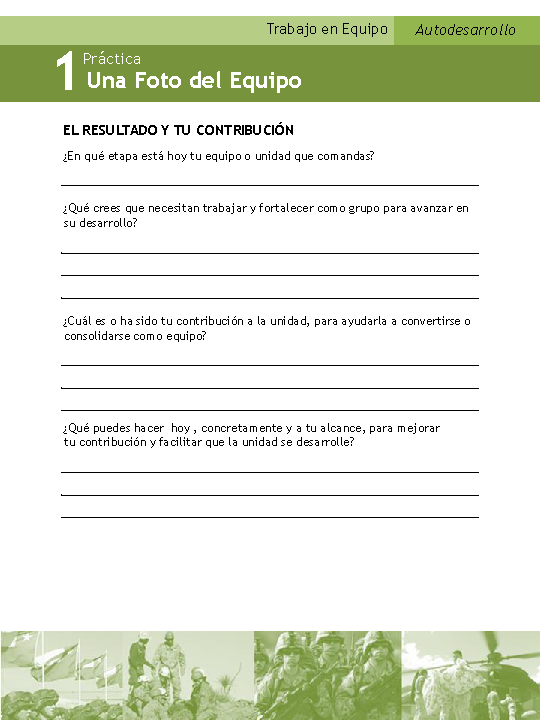 Trabajo en Equipo Autodesarrollo
1 Práctica
Una Foto del Equipo
EL RESULTADO Y TU CONTRIBUCIÓN
¿En qué etapa está hoy tu equipo o unidad que comandas?
¿Qué crees que necesitan trabajar y fortalecer como grupo para avanzar en
su desarrollo?
¿Cuál es o ha sido tu contribución a la unidad, para ayudarla a convertirse o
consolidarse como equipo?
¿Qué puedes hacer hoy , concretamente y a tu alcance, para mejorar
tu contribución y facilitar que la unidad se desarrolle?